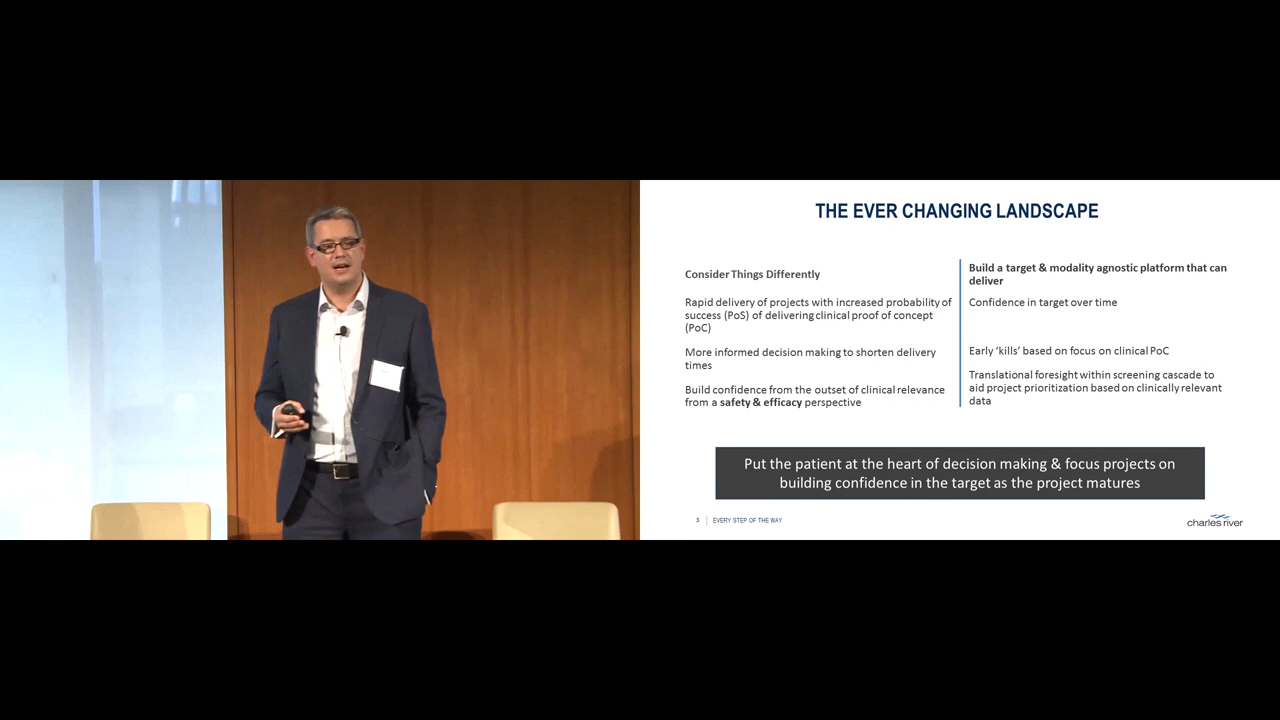 THE EVER CHANGING LANDSCAPE
Consider Things Differently
Rapid delivery of projects with increased probability of
success (PoS) of delivering clinical proof of concept
(PoC)
More informed decision making to shorten delivery
times
Build confidence from the outset of clinical relevance
from a safety & efficacy perspective
Build a target & modality agnostic platform that can
deliver
Confidence in target over time
Early ‘kills’ based on focus on clinical PoC
Translational foresight within screening cascade to
aid project prioritization based on clinically relevant
data
Put the patient at the heart of decision making & focus projects on
building confidence in the target as the project matures
3 | EVERY STEP OF THE WAY
charles river